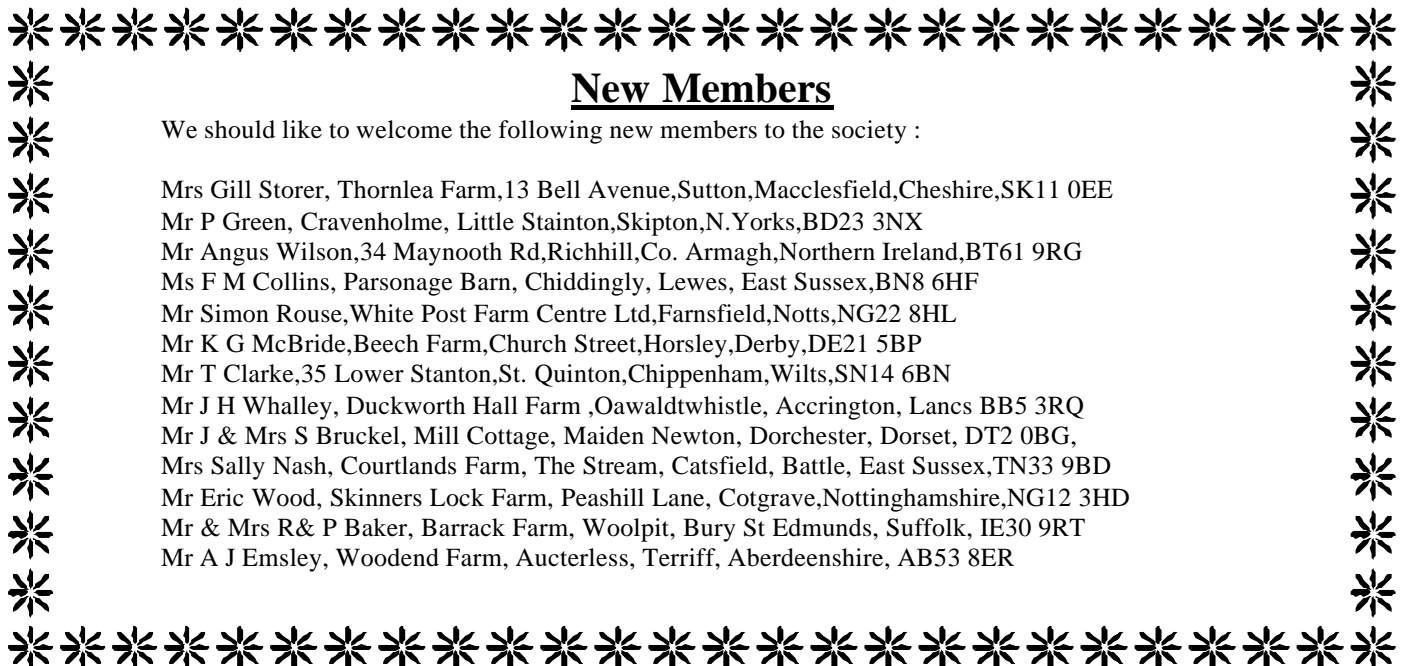 New Members
We should like to welcome the following new members to the society :
Mrs Gill Storer, Thornlea Farm,13 Bell Avenue,Sutton,Macclesfield,Cheshire,SK11 0EE
Mr P Green, Cravenholme, Little Stainton,Skipton,N.Yorks,BD23 3NX
Mr Angus Wilson,34 Maynooth Rd,Richhill,Co. Armagh,Northern Ireland,BT61 9RG
Ms F M Collins, Parsonage Barn, Chiddingly, Lewes, East Sussex,BN8 6HF
Mr Simon Rouse,White Post Farm Centre Ltd,Farnsfield,Notts,NG22 8HL
Mr K G McBride,Beech Farm,Church Street,Horsley,Derby,DE21 5BP
Mr T Clarke,35 Lower Stanton,St. Quinton,Chippenham,Wilts,SN14 6BN
Mr J H Whalley, Duckworth Hall Farm ,Oawaldtwhistle, Accrington, Lancs BB5 3RQ
Mr J & Mrs S Bruckel, Mill Cottage, Maiden Newton, Dorchester, Dorset, DT2 0BG,
Mrs Sally Nash, Courtlands Farm, The Stream, Catsfield, Battle, East Sussex,TN33 9BD
Mr Eric Wood, Skinners Lock Farm, Peashill Lane, Cotgrave,Nottinghamshire,NG12 3HD
Mr & Mrs R& P Baker, Barrack Farm, Woolpit, Bury St Edmunds, Suffolk, IE30 9RT
Mr A J Emsley, Woodend Farm, Aucterless, Terriff, Aberdeenshire, AB53 8ER